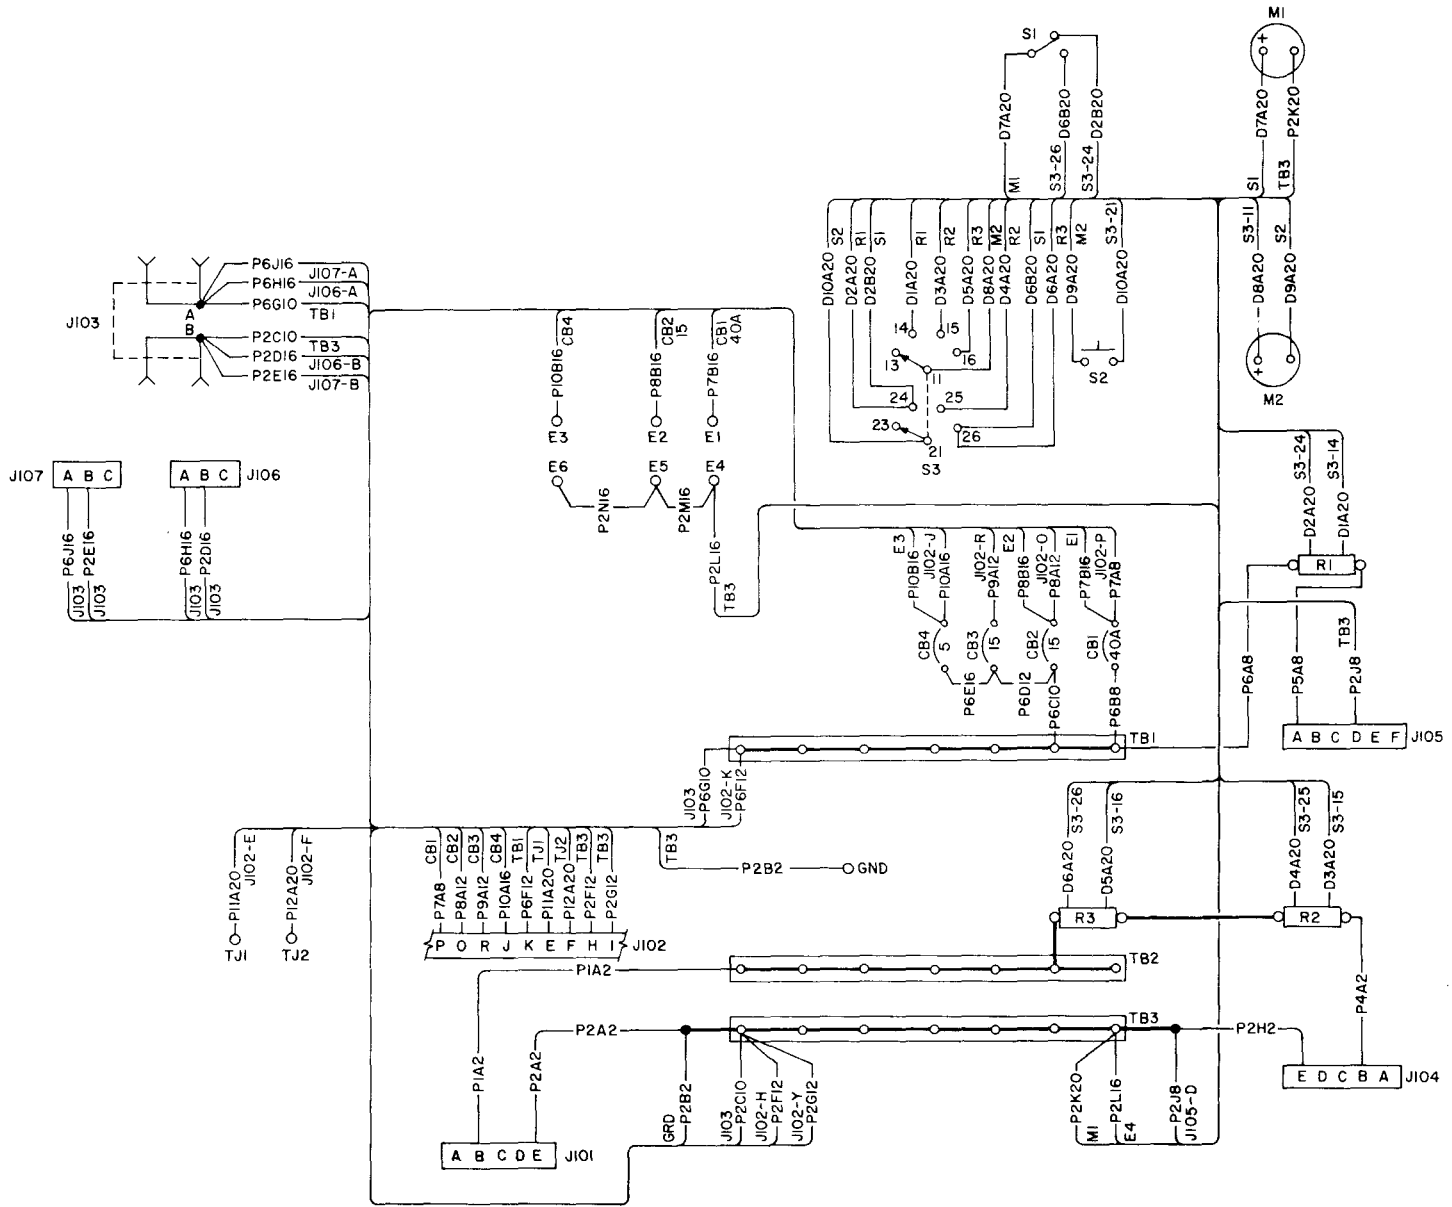 M1
S1
+
D7A20
D6B20
D2B20
D7A20
P2K20
M1
S3-26
S3-24
S1
TB3
S2
R1
S1
R1
R2
R3
M2
R2
S1
R3
M2
S3-21
S3-11
S2
D10A20
D2A20
D2B20
D1A20
D3A20
D5A20
D8A20
D4A20
D6B20
D6A20
D9A20
D10A20
D8A20
D9A20
P6J16
J107-A
P6H16
J106-A
P6G10
TB1
J103
A
B
P2C10
TB3
P2D16
J106-B
P2E16
J107-B
CB4
CB2
15
CB1
40A
P10B16
P8B16
P7B16
E3
E2
E1
14
15
13
16
11
24
25
23
26
21
S3
S2
+
M2
J107
A B C
A B C
J106
E6
E5
E4
P2N16
P2M16
S3-24
S3-14
D2A20
D1A20
P6J16
P2E16
P6H16
P2D16
J103
J103
J103
J103
P2L16
TB3
E3
J102-J
J102-R
E2
J102-O
E1
J102-P
P10B16
P10A16
P9A12
P8B16
P8A12
P7B16
P7A8
R1
CB4
5
CB3
15
CB2
15
CB1
40A
P6E16
P6D12
P6C10
P6B8
P6A8
P5A8
TB3
P2J8
TB1
A B C D E F
J105
J103
P6G10
J102-K
P6F12
S3-26
S3-16
S3-25
S3-15
D6A20
D5A20
D4A20
D3A20
J102-E
P11A20
J102-F
P12A20
TJ1
TJ2
CB1
CB2
CB3
CB4
TB1
TJ1
TJ2
TB3
TB3
TB3
P7A8
P8A12
P9A12
P10A16
P6F12
P11A20
P12A20
P2F12
P2G12
P2B2
GND
P O R J K E F H I
J102
R3
R2
P1A2
TB2
P4A2
P2A2
TB3
P2H2
P1A2
P2A2
E D C B A
J104
GRD
P2B2
J103
P2C10
J102-H
P2F12
J102-Y
P2G12
P2K20
M1
P2L16
E4
P2J8
J105-D
A B C D E
J101